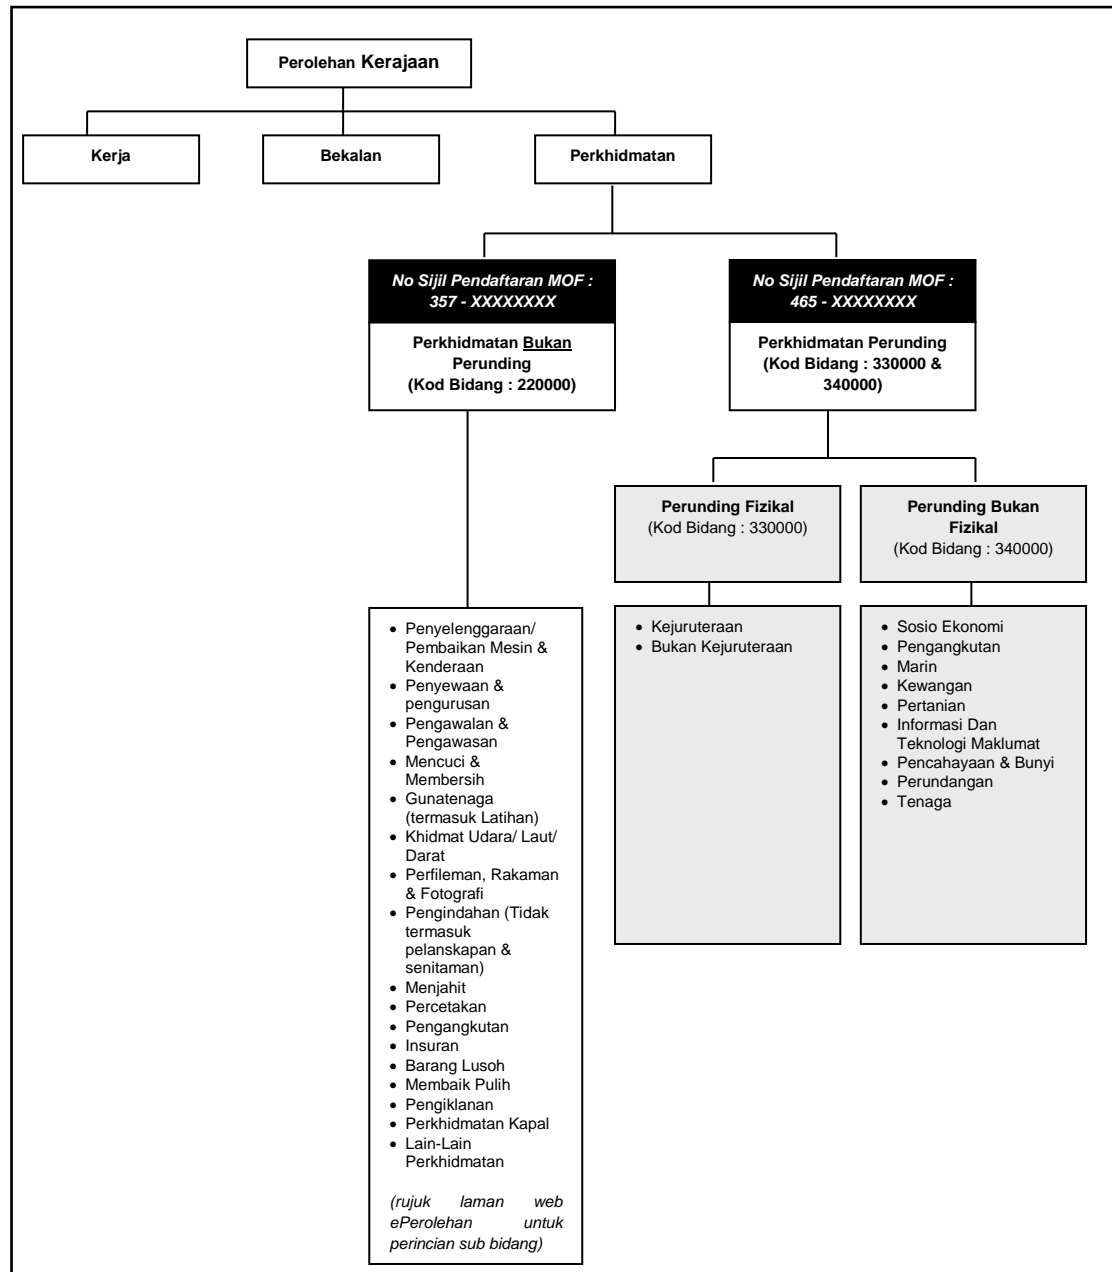 Perolehan Kerajaan
Kerja
Bekalan
Perkhidmatan
No Sijil Pendaftaran MOF :
357 - XXXXXXXX
Perkhidmatan Bukan
Perunding
(Kod Bidang : 220000)
No Sijil Pendaftaran MOF :
465 - XXXXXXXX
Perkhidmatan Perunding
(Kod Bidang : 330000 &
340000)
Perunding Fizikal
(Kod Bidang : 330000)
Perunding Bukan
Fizikal
(Kod Bidang : 340000)
• Penyelenggaraan/
Pembaikan Mesin &
Kenderaan
• Penyewaan &
pengurusan
• Pengawalan &
Pengawasan
• Mencuci &
Membersih
• Gunatenaga
(termasuk Latihan)
• Khidmat Udara/ Laut/
Darat
• Perfileman, Rakaman
& Fotografi
• Pengindahan (Tidak
termasuk
pelanskapan &
senitaman)
• Menjahit
• Percetakan
• Pengangkutan
• Insuran
• Barang Lusoh
• Membaik Pulih
• Pengiklanan
• Perkhidmatan Kapal
• Lain-Lain
Perkhidmatan
(rujuk laman web
ePerolehan untuk
perincian sub bidang)
• Kejuruteraan
• Bukan Kejuruteraan
• Sosio Ekonomi
• Pengangkutan
• Marin
• Kewangan
• Pertanian
• Informasi Dan
Teknologi Maklumat
• Pencahayaan & Bunyi
• Perundangan
• Tenaga